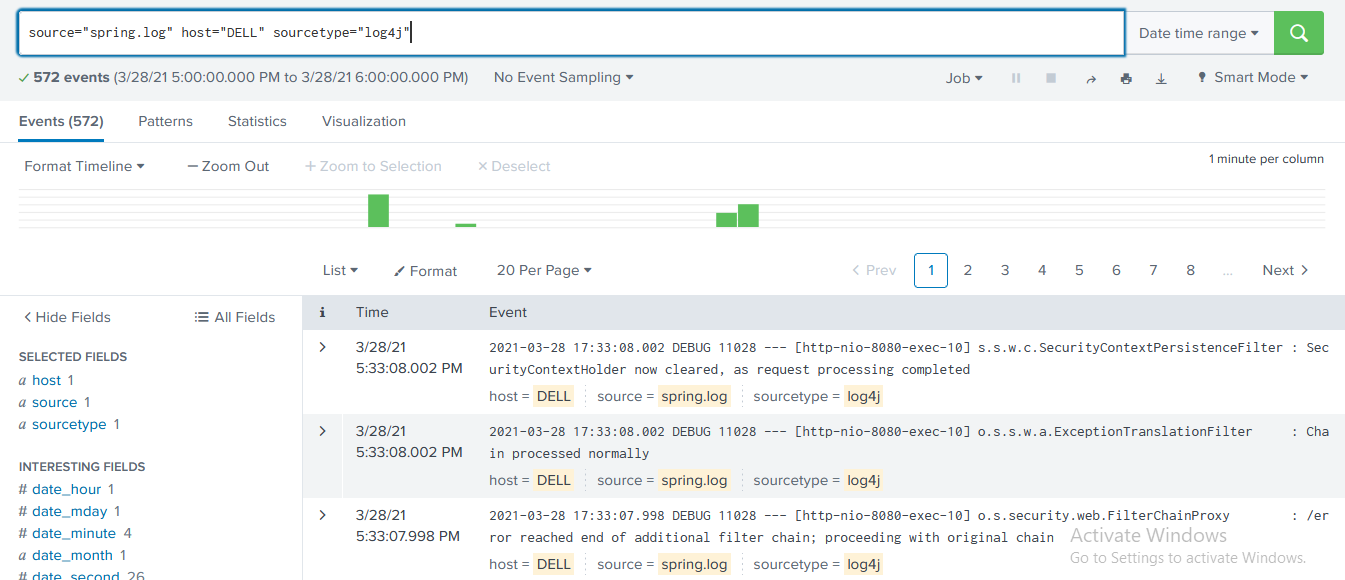 source="spring.log" host="DELL" sourcetype="log4j"
Date time range
572 events (3/28/21 5:00:00.000 PM to 3/28/21 6:00:00.000 PM) No Event Sampling
Job Smart Mode
Events (572) Patterns Statistics Visualization
Format Timeline — Zoom Out + Zoom to Selection × Deselect
1 minute per column
List Format 20 Per Page < Prev 1 2 3 4 5 6 7 8 ... Next >
< Hide Fields All Fields
i Time Event
SELECTED FIELDS
a host 1
a source 1
a sourcetype 1
INTERESTING FIELDS
# date_hour 1
# date_mday 1
# date_minute 4
a date_month 1
# date_second 26
> 3/28/21 2021-03-28 17:33:08.002 DEBUG 11028 --- [http-nio-8080-exec-10] s.s.w.c.SecurityContextPersistenceFilter : Sec
5:33:08.002 PM urityContextHolder now cleared, as request processing completed
host = DELL source = spring.log sourcetype = log4j
> 3/28/21 2021-03-28 17:33:08.002 DEBUG 11028 --- [http-nio-8080-exec-10] o.s.s.w.a.ExceptionTranslationFilter : Cha
5:33:08.002 PM in processed normally
host = DELL source = spring.log sourcetype = log4j
> 3/28/21 2021-03-28 17:33:07.998 DEBUG 11028 --- [http-nio-8080-exec-10] o.s.security.web.FilterChainProxy : /er
5:33:07.998 PM ror reached end of additional filter chain; proceeding with original chain
host = DELL source = spring.log sourcetype = log4j
Activate Windows
Go to Settings to activate Windows.